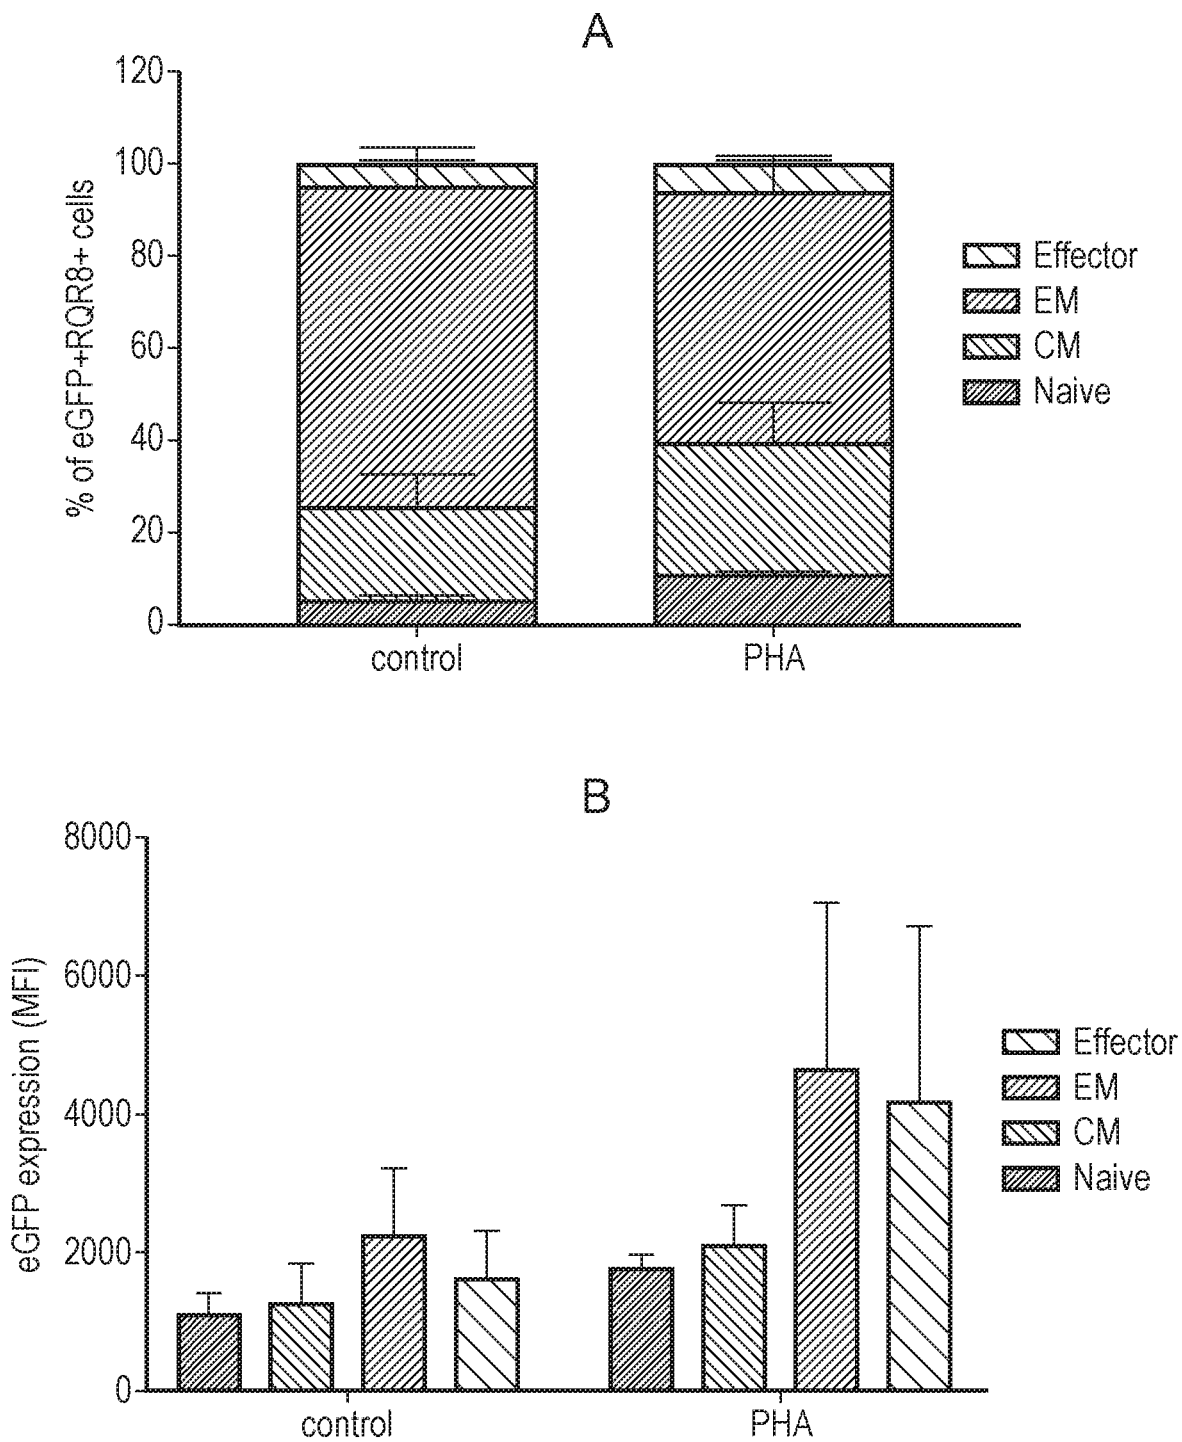 A
120
100
80
60
40
20
0
% of eGFP+RQR8+ cells
control
PHA
Effector
EM
CM
Naive
B
8000
6000
4000
2000
0
eGFP expression (MFI)
control
PHA
Effector
EM
CM
Naive